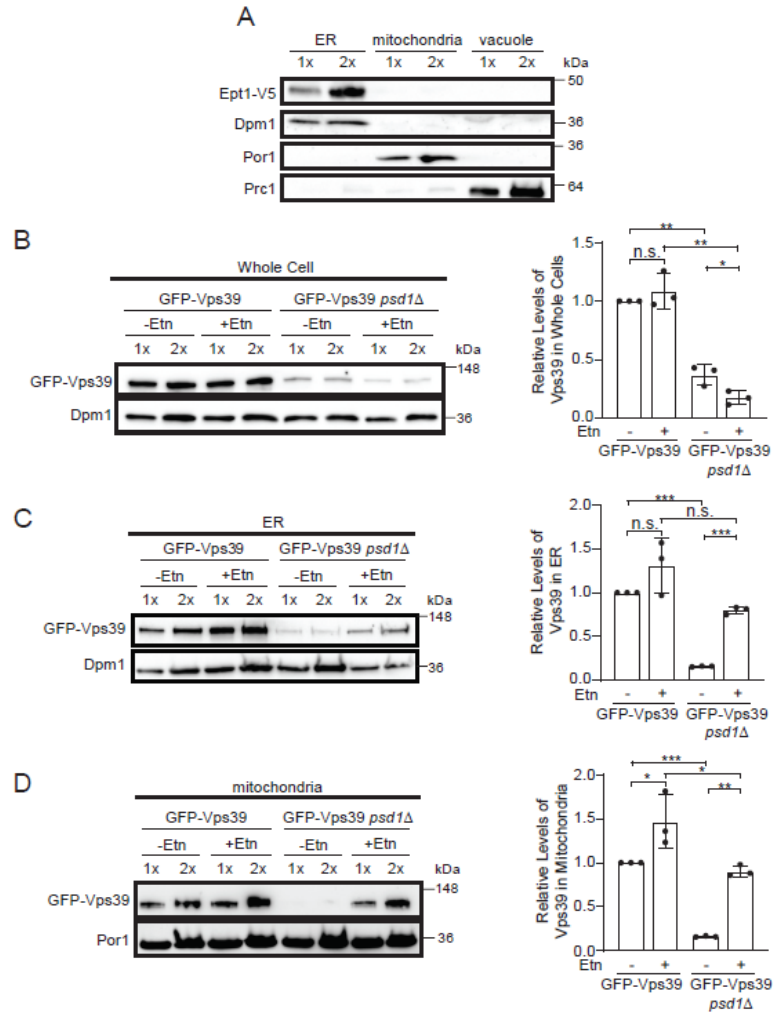 A
ER mitochondria vacuole
1x 2x 1x 2x 1x 2x kDa
Ept1-V5 50
Dpm1 36
Por1 36
Prc1 64
B
Whole Cell
GFP-Vps39 GFP-Vps39 psd1Δ
-Etn +Etn -Etn +Etn
1x 2x 1x 2x 1x 2x 1x 2x kDa
GFP-Vps39 148
Dpm1 36
Relative Levels of
Vps39 in Whole Cells
**
n.s. **
*
1.5
1.0
0.5
0.0
Etn - + - +
GFP-Vps39 GFP-Vps39
psd1Δ
C
ER
GFP-Vps39 GFP-Vps39 psd1Δ
-Etn +Etn -Etn +Etn
1x 2x 1x 2x 1x 2x 1x 2x kDa
GFP-Vps39 148
Dpm1 36
Relative Levels of
Vps39 in ER
***
n.s. n.s.
***
2.0
1.5
1.0
0.5
0.0
Etn - + - +
GFP-Vps39 GFP-Vps39
psd1Δ
D
mitochondria
GFP-Vps39 GFP-Vps39 psd1Δ
-Etn +Etn -Etn +Etn
1x 2x 1x 2x 1x 2x 1x 2x kDa
GFP-Vps39 148
Por1 36
Relative Levels of
Vps39 in Mitochondria
***
* *
**
2.0
1.5
1.0
0.5
0.0
Etn - + - +
GFP-Vps39 GFP-Vps39
psd1Δ